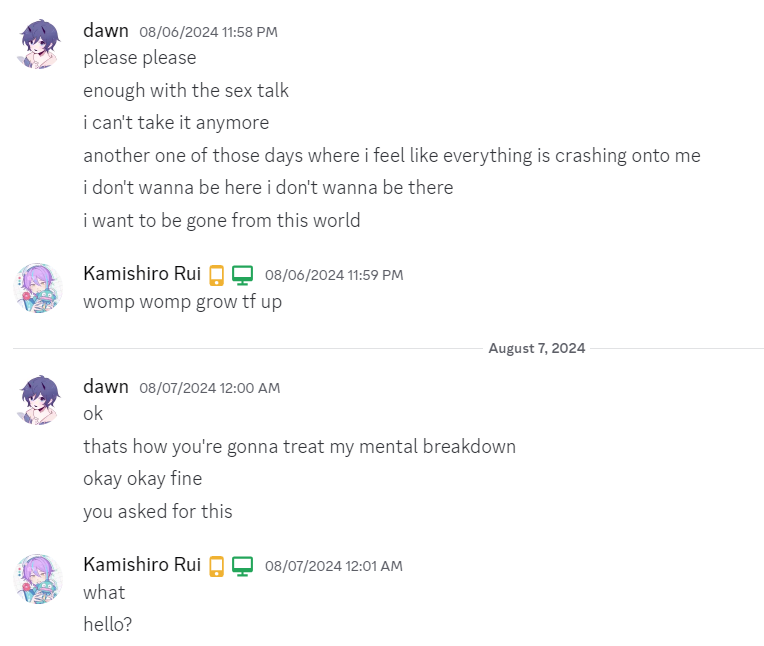 dawn 08/06/2024 11:58 PM
please please
enough with the sex talk
i can't take it anymore
another one of those days where i feel like everything is crashing onto me
i don't wanna be here i don't wanna be there
i want to be gone from this world
Kamishiro Rui 08/06/2024 11:59 PM
womp womp grow tf up
August 7, 2024
dawn 08/07/2024 12:00 AM
ok
thats how you're gonna treat my mental breakdown
okay okay fine
you asked for this
Kamishiro Rui 08/07/2024 12:01 AM
what
hello?